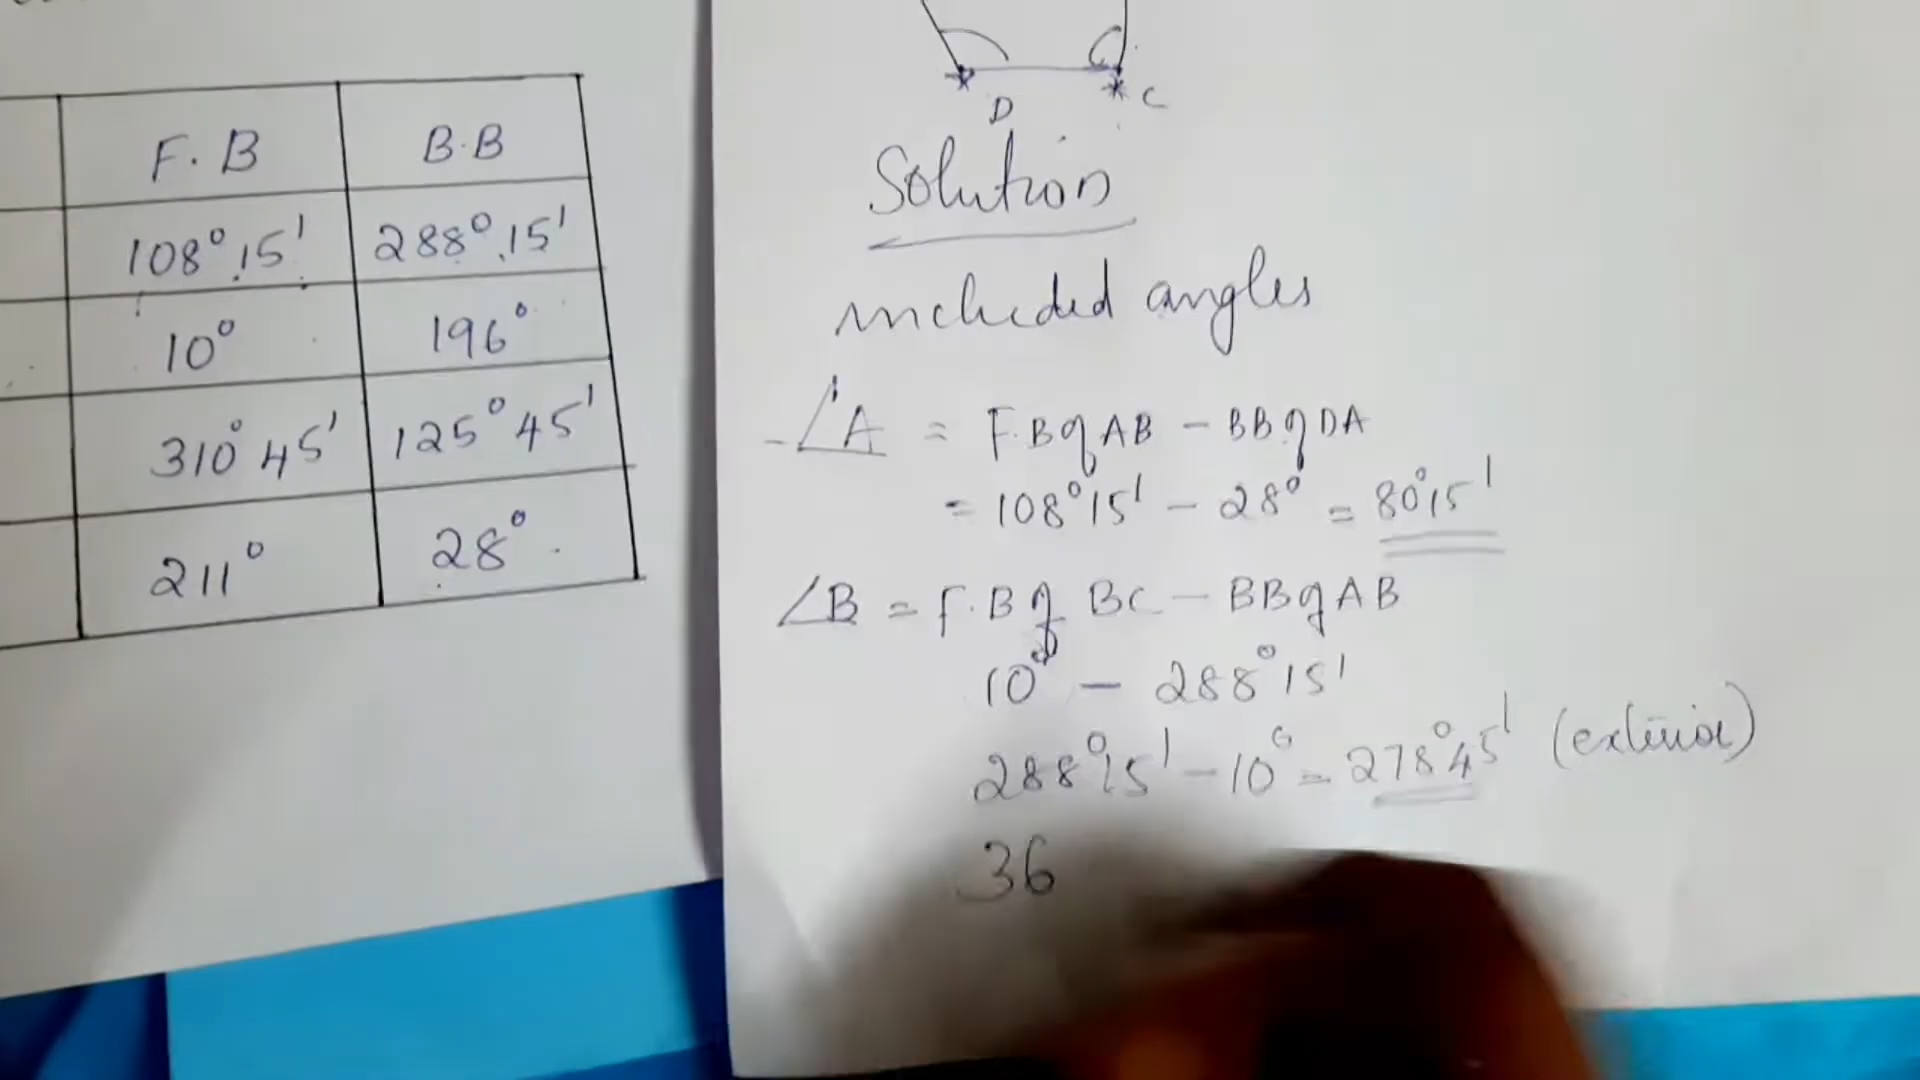 F.B B.B
108°15' 288°15'
10° 196°
310°45' 125°45'
211° 28°
D C
Solution
included angles
∠A = F.B of AB - BB of DA
= 108°15' - 28° = 80°15'
∠B = F.B of BC - BB of AB
10° - 288°15'
288°15' - 10° = 278°45' (exterior)
36